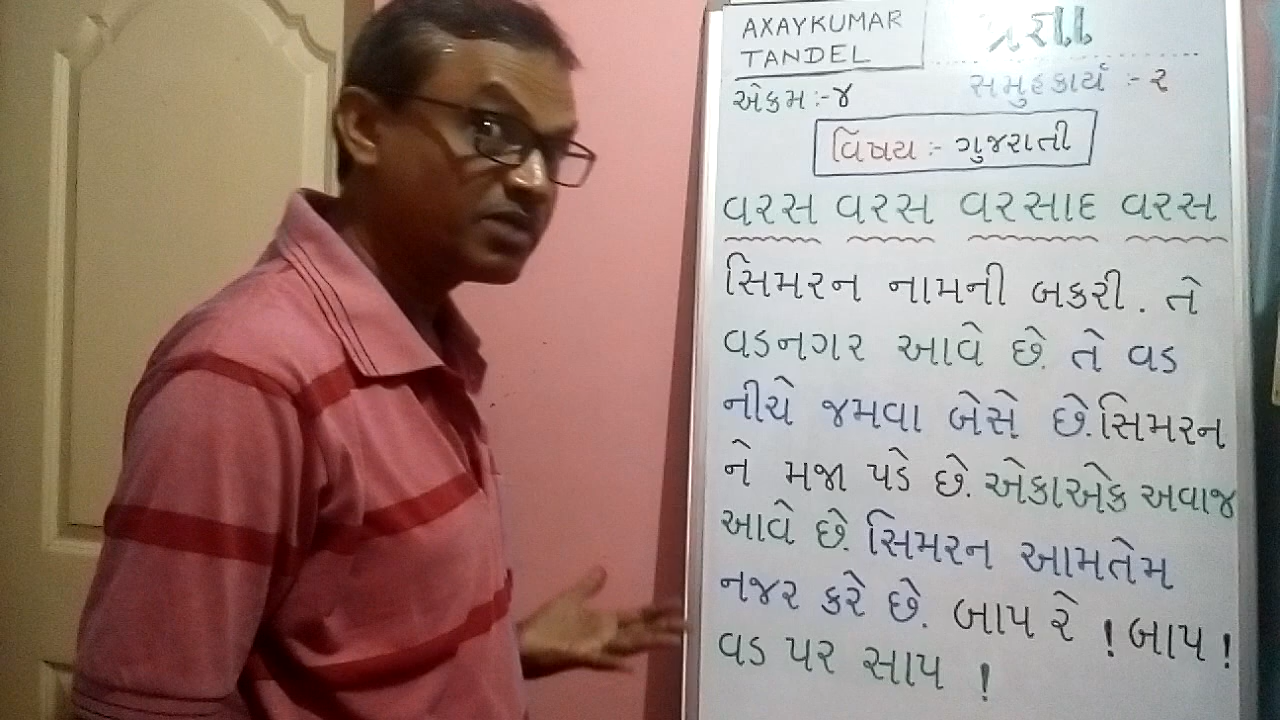 AXAYKUMAR
TANDEL
એકમ:-૪
સમુહકાર્ય :- ૨
વિષય :- ગુજરાતી
વરસ વરસ વરસાદ વરસ
સિમરન નામની બકરી. તે
વડનગર આવે છે. તે વડ
નીચે જમવા બેસે છે.સિમરન
ને મજા પડે છે. એકાએક અવાજ
આવે છે. સિમરન આમતેમ
નજર કરે છે. બાપ રે ! બાપ !
વડ પર સાપ !